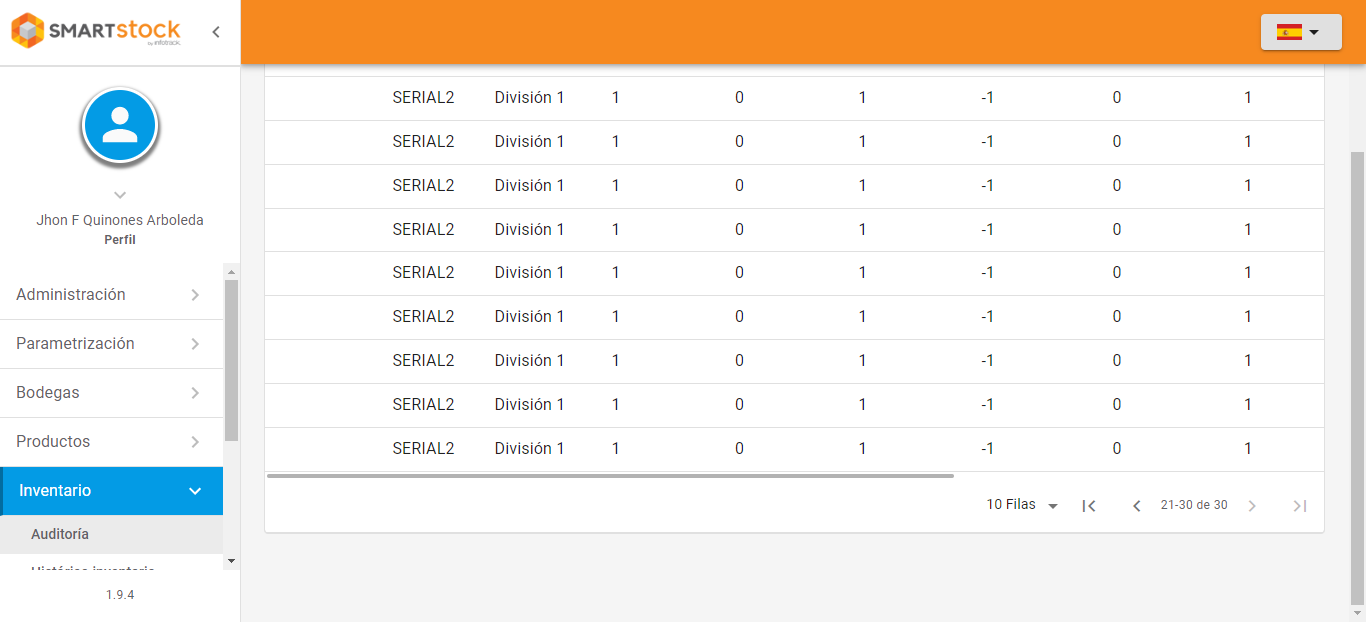 SMARTstock
by infotrack.
Jhon F Quinones Arboleda
Perfil
Administración
Parametrización
Bodegas
Productos
Inventario
Auditoría
Histórico inventario
1.9.4
SERIAL2 División 1 1 0 1 -1 0 1
SERIAL2 División 1 1 0 1 -1 0 1
SERIAL2 División 1 1 0 1 -1 0 1
SERIAL2 División 1 1 0 1 -1 0 1
SERIAL2 División 1 1 0 1 -1 0 1
SERIAL2 División 1 1 0 1 -1 0 1
SERIAL2 División 1 1 0 1 -1 0 1
SERIAL2 División 1 1 0 1 -1 0 1
SERIAL2 División 1 1 0 1 -1 0 1
10 Filas 21-30 de 30